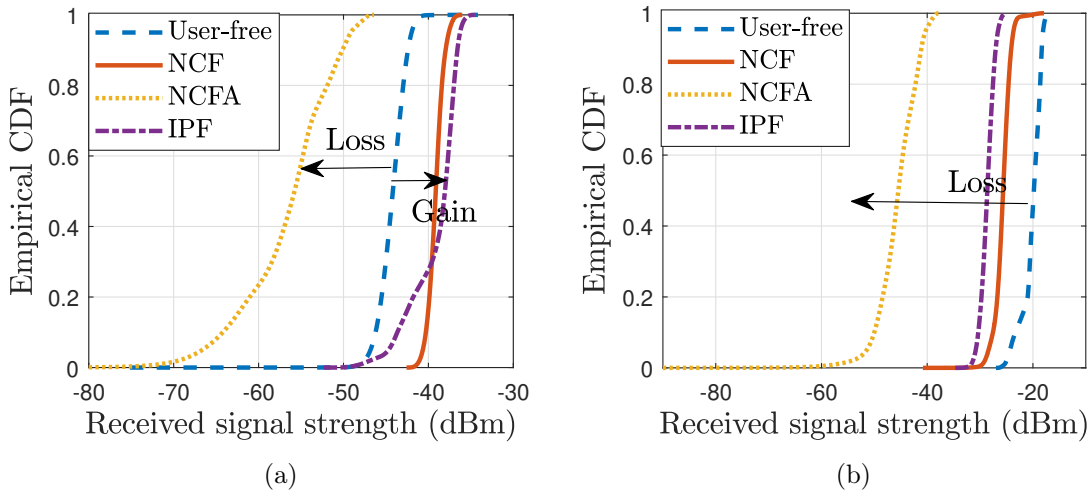 1
0.8
0.6
0.4
0.2
0
Empirical CDF
User-free
NCF
NCFA
IPF
Loss
Gain
-80 -70 -60 -50 -40 -30
Received signal strength (dBm)
(a)
1
0.8
0.6
0.4
0.2
0
Empirical CDF
User-free
NCF
NCFA
IPF
Loss
-80 -60 -40 -20
Received signal strength (dBm)
(b)